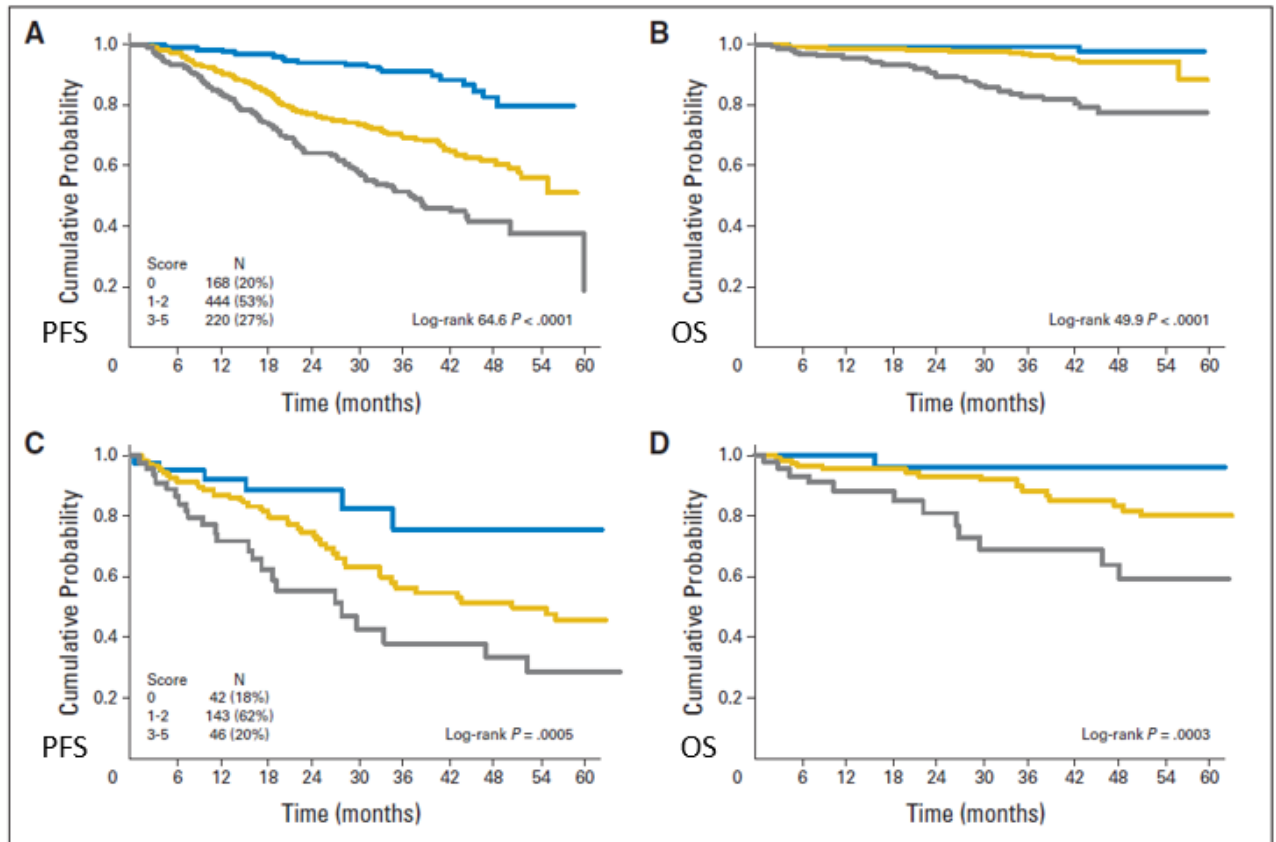 A
Cumulative Probability
1.0
0.8
0.6
0.4
0.2
Score N
0 168 (20%)
1-2 444 (53%)
3-5 220 (27%)
Log-rank 64.6 P < .0001
PFS
0 6 12 18 24 30 36 42 48 54 60
Time (months)
B
Cumulative Probability
1.0
0.8
0.6
0.4
0.2
Log-rank 49.9 P < .0001
OS
0 6 12 18 24 30 36 42 48 54 60
Time (months)
C
Cumulative Probability
1.0
0.8
0.6
0.4
0.2
Score N
0 42 (18%)
1-2 143 (62%)
3-5 46 (20%)
Log-rank P = .0005
PFS
0 6 12 18 24 30 36 42 48 54 60
Time (months)
D
Cumulative Probability
1.0
0.8
0.6
0.4
0.2
Log-rank P = .0003
OS
0 6 12 18 24 30 36 42 48 54 60
Time (months)